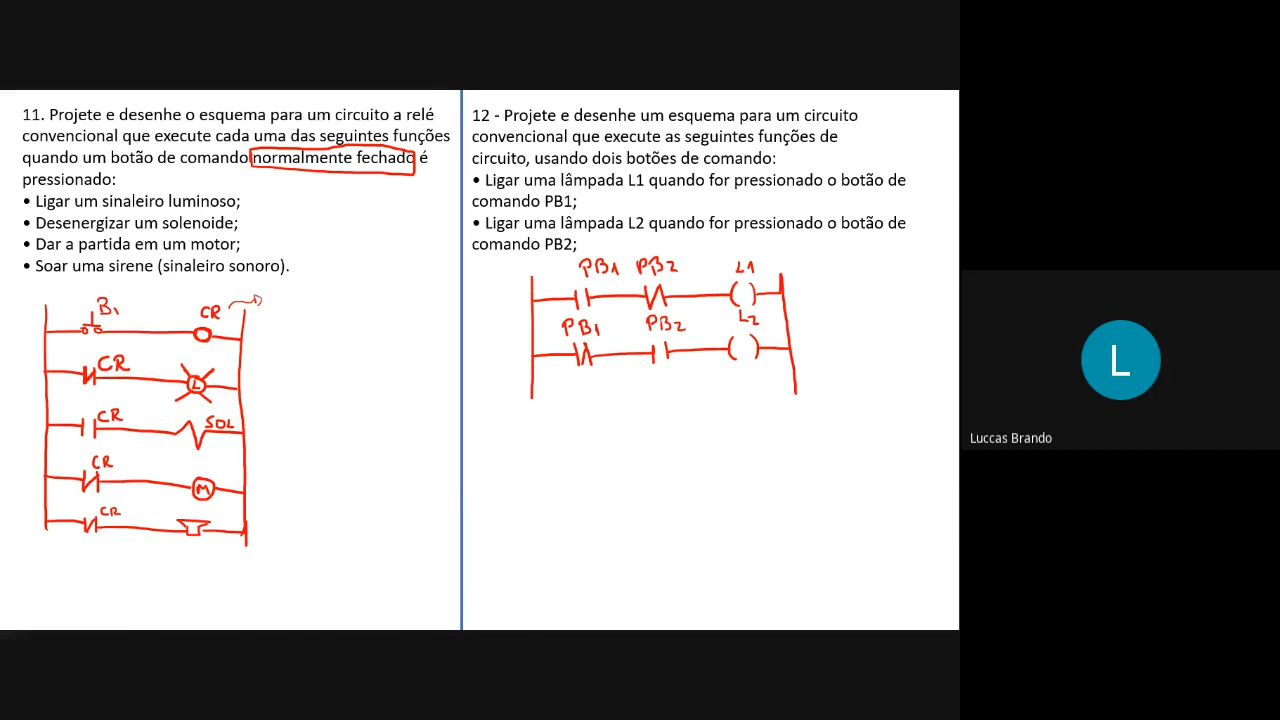 11. Projete e desenhe o esquema para um circuito a relé
convencional que execute cada uma das seguintes funções
quando um botão de comando normalmente fechado é
pressionado:
• Ligar um sinaleiro luminoso;
• Desenergizar um solenoide;
• Dar a partida em um motor;
• Soar uma sirene (sinaleiro sonoro).
B1 CR
CR L
CR SOL
CR M
CR
12 - Projete e desenhe um esquema para um circuito
convencional que execute as seguintes funções de
circuito, usando dois botões de comando:
• Ligar uma lâmpada L1 quando for pressionado o botão de
comando PB1;
• Ligar uma lâmpada L2 quando for pressionado o botão de
comando PB2;
PB1 PB2 L1
PB1 PB2 L2
L
Luccas Brando